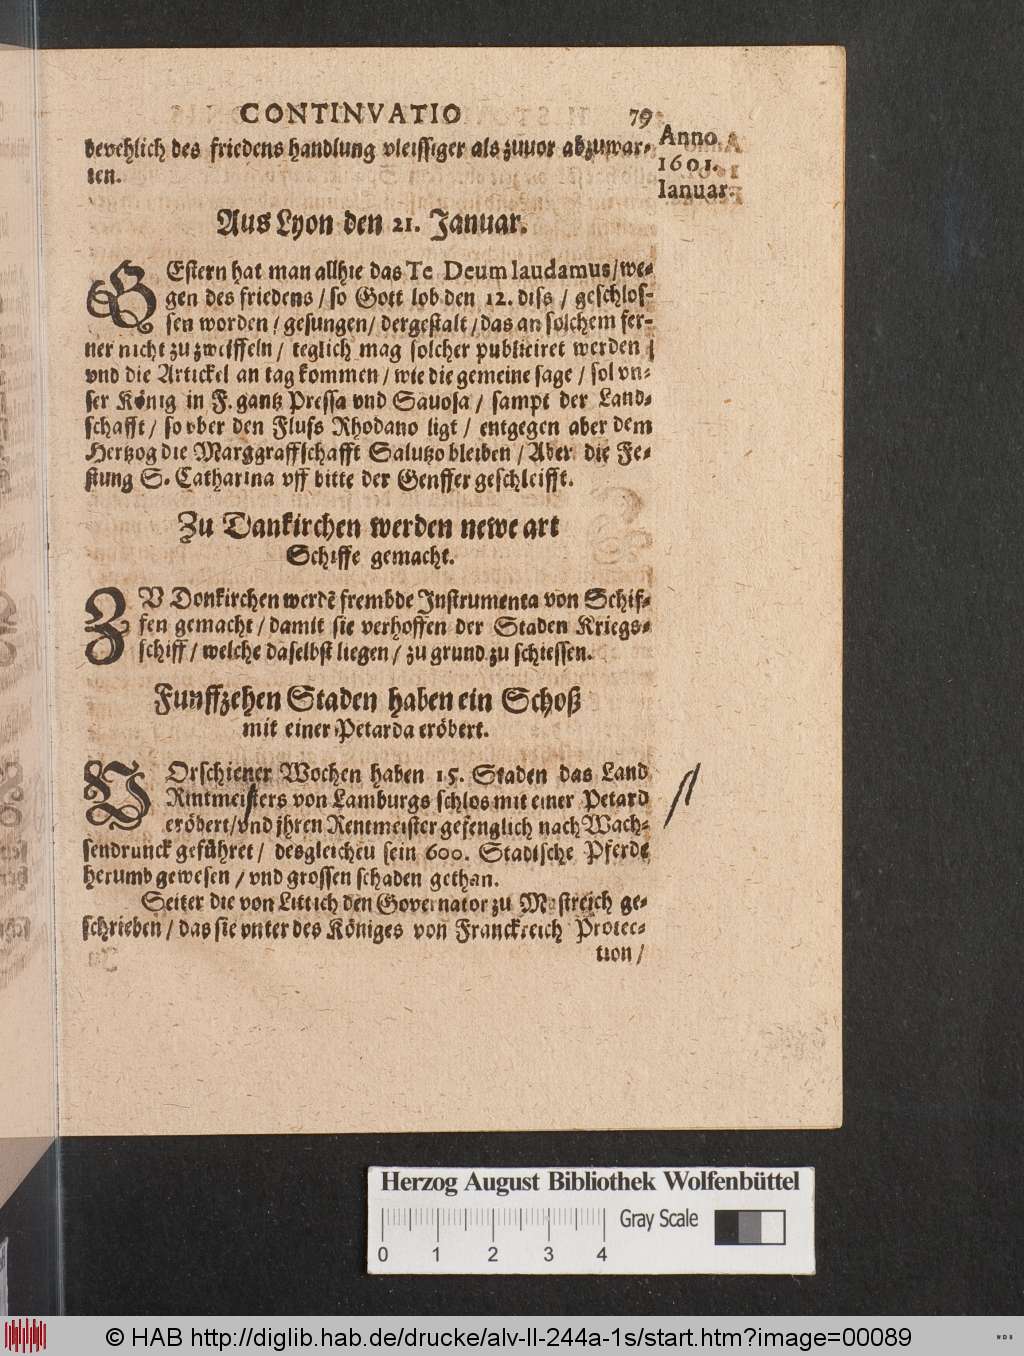 CONTINVATIO 79
Anno
1601.
Ianuar.
bevehlich des friedens handlung vleissiger als zuuor abzuwar-
ten.
Aus Lyon den 21. Januar.
GEstern hat man allhie das Te Deum laudamus/ we-
gen des friedens / so Gott lob den 12. diss / geschlos-
sen worden / gesungen / dergestalt / das an solchem fer-
ner nicht zu zweiffeln / teglich mag solcher publiciret werden /
vnd die Artickel an tag kommen / wie die gemeine sage / sol vn-
ser König in F. gantz Pressa vnd Sauosa / sampt der Land-
schafft / so vber den Fluss Rhodano ligt / entgegen aber dem
Hertzog die Marggraffschafft Salutzo bleiben / Aber die Fe-
stung S. Catharina vff bitte der Genffer geschleifft.
Zu Dankirchen werden newe art
Schiffe gemacht.
ZV Donkirchen werdẽ frembde Instrumenta von Schif-
fen gemacht / damit sie verhoffen der Staden Kriegs-
schiff / welche daselbst liegen / zu grund zu schiessen.
Funffzehen Staden haben ein Schoß
mit einer Petarda eröbert.
VOrschiener Wochen haben 15. Staden das Land
Rintmeisters von Lamburgs schlos mit einer Petard
eröbert/ vnd jhren Rentmeister gefenglich nach Wach-
sendrunck geführet / desgleicheu sein 600. Stadische Pferde
herumb gewesen / vnd grossen schaden gethan.
Seiter die von Littich den Governator zu Mastreich ge-
schrieben / das sie vnter des Königes von Franckreich Protec-
tion /
Herzog August Bibliothek Wolfenbüttel
0 1 2 3 4 Gray Scale
© HAB http://diglib.hab.de/drucke/alv-ll-244a-1s/start.htm?image=00089